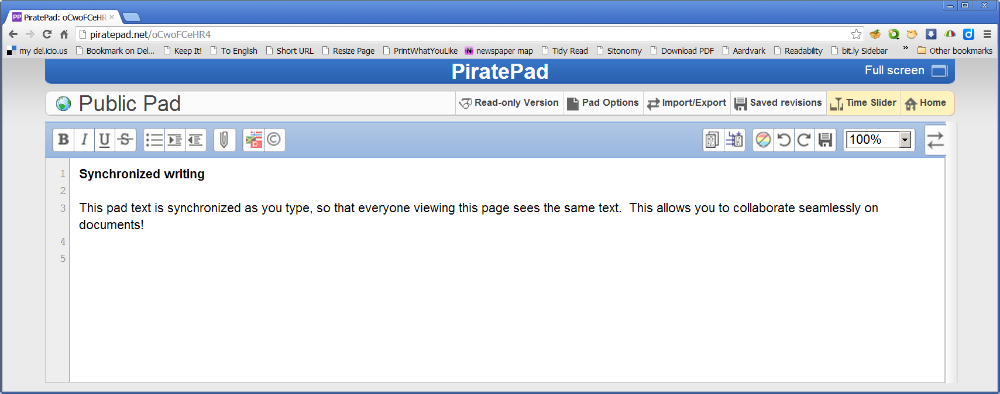 PP PiratePad: oCwoFCeHR
piratepad.net/oCwoFCeHR4
my del.icio.us Bookmark on Del... Keep It! To English Short URL Resize Page PrintWhatYouLike N newspaper map Tidy Read Sitonomy Download PDF Aardvark Readability bit.ly Sidebar » Other bookmarks
PiratePad Full screen
Public Pad Read-only Version Pad Options Import/Export Saved revisions Time Slider Home
B I U S © 100%
1 Synchronized writing
2
3 This pad text is synchronized as you type, so that everyone viewing this page sees the same text.  This allows you to collaborate seamlessly on
documents!
4
5